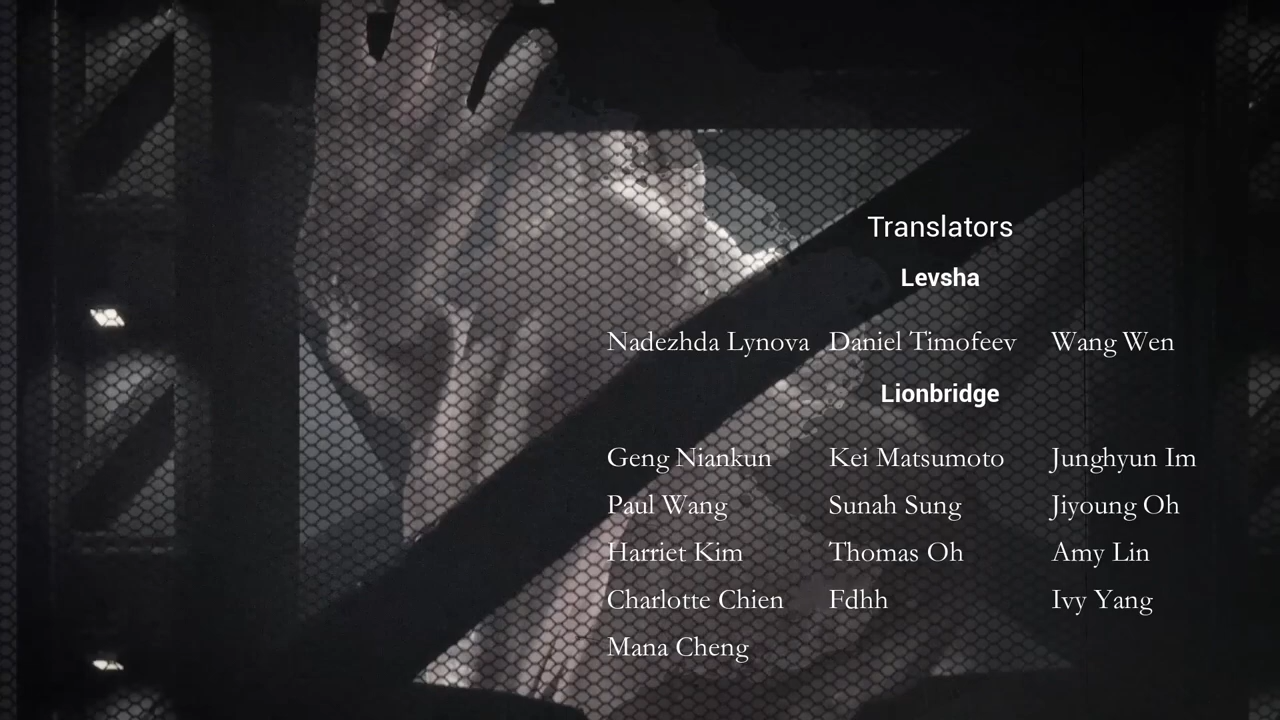 Translators
Levsha
Nadezhda Lynova Daniel Timofeev Wang Wen
Lionbridge
Geng Niankun Kei Matsumoto Junghyun Im
Paul Wang Sunah Sung Jiyoung Oh
Harriet Kim Thomas Oh Amy Lin
Charlotte Chien Fdhh Ivy Yang
Mana Cheng